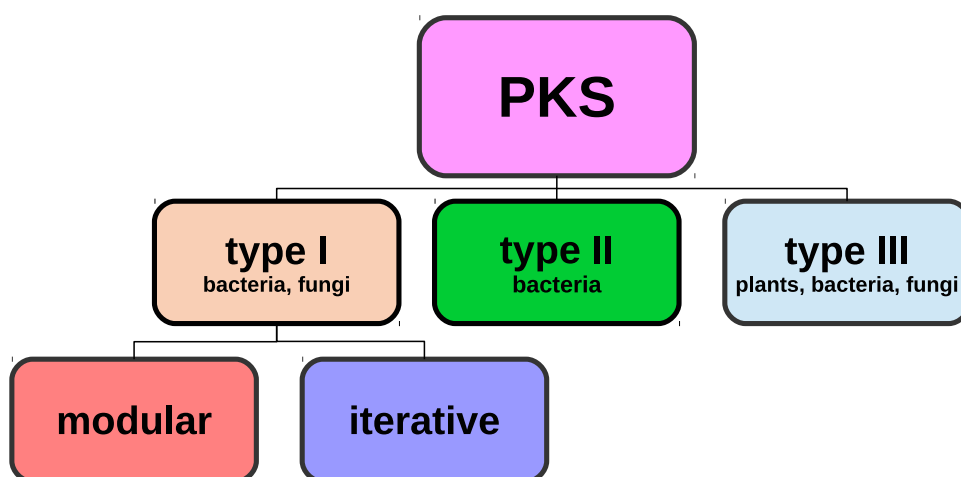 PKS
type I
bacteria, fungi
type II
bacteria
type III
plants, bacteria, fungi
modular
iterative